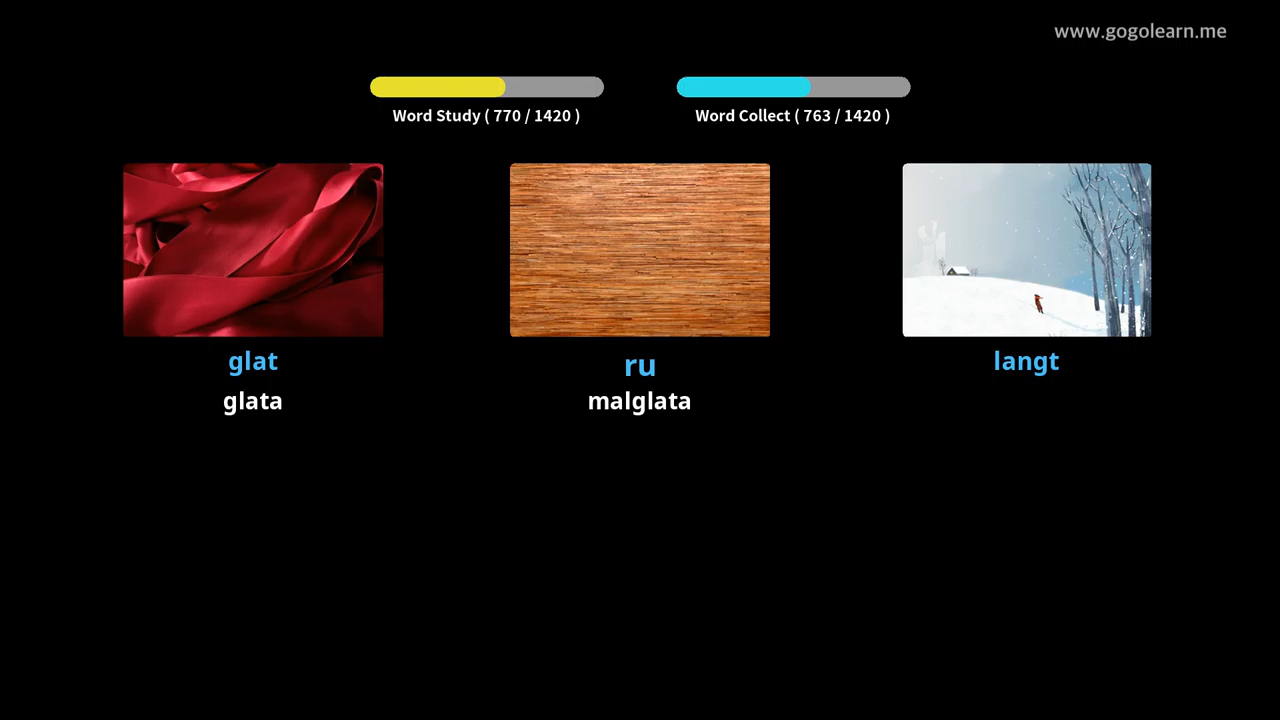 www.gogolearn.me
Word Study ( 770 / 1420 )
Word Collect ( 763 / 1420 )
glat
ru
langt
glata
malglata